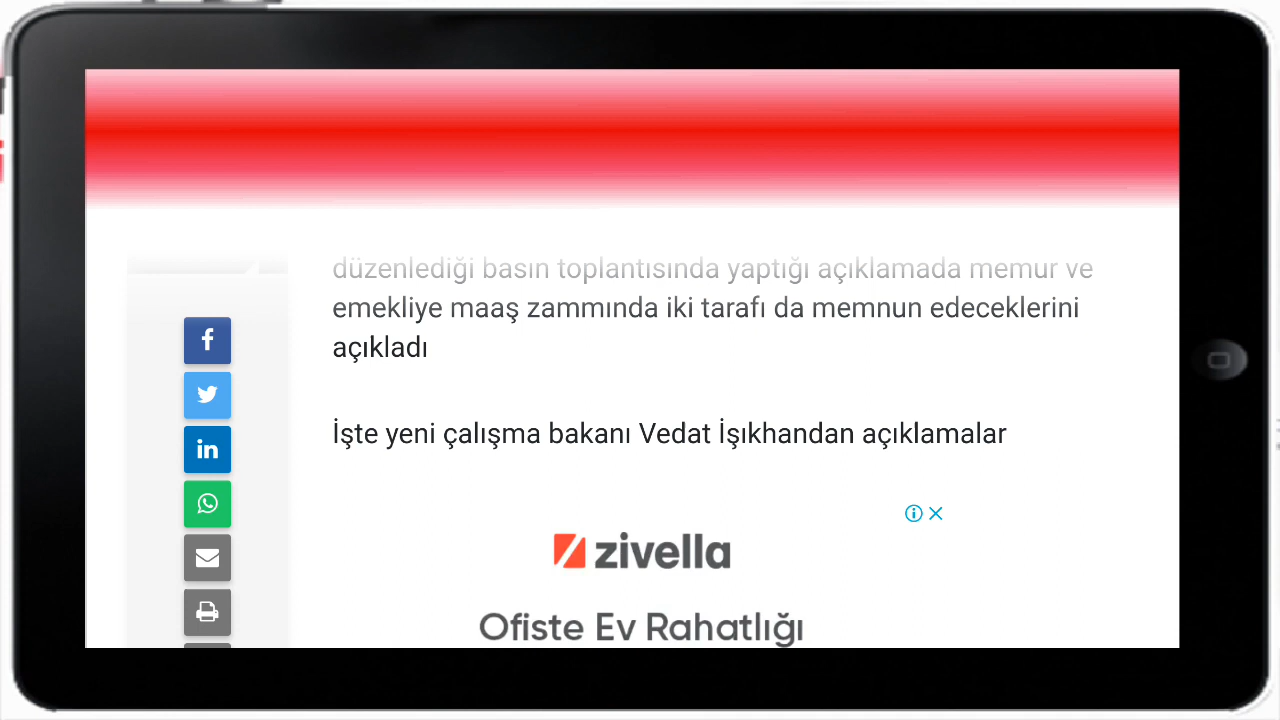 düzenlediği basın toplantısında yaptığı açıklamada memur ve
emekliye maaş zammında iki tarafı da memnun edeceklerini
açıkladı
İşte yeni çalışma bakanı Vedat İşıkhandan açıklamalar
zivella
Ofiste Ev Rahatlığı